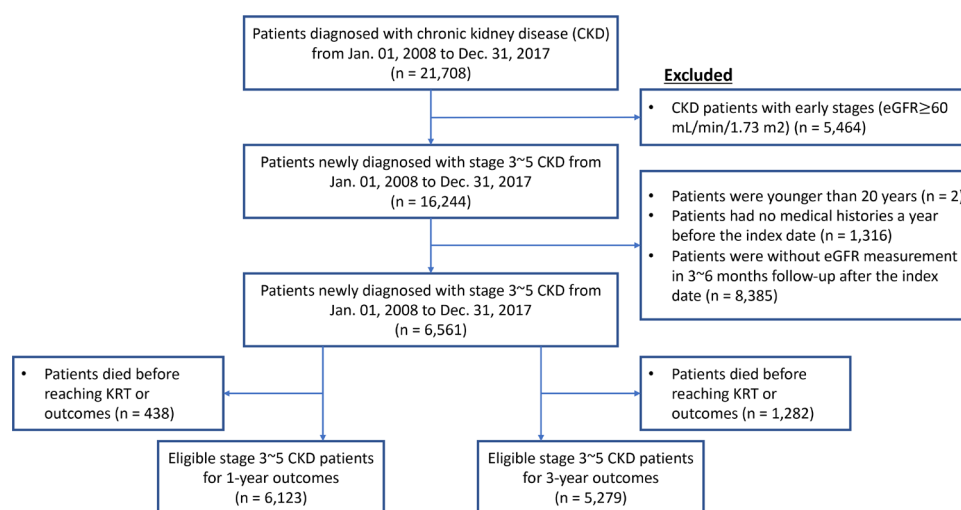 Patients diagnosed with chronic kidney disease (CKD)
from Jan. 01, 2008 to Dec. 31, 2017
(n = 21,708)
Excluded
• CKD patients with early stages (eGFR≥60
mL/min/1.73 m2) (n = 5,464)
Patients newly diagnosed with stage 3~5 CKD from
Jan. 01, 2008 to Dec. 31, 2017
(n = 16,244)
• Patients were younger than 20 years (n = 2)
• Patients had no medical histories a year
before the index date (n = 1,316)
• Patients were without eGFR measurement
in 3~6 months follow-up after the index
date (n = 8,385)
Patients newly diagnosed with stage 3~5 CKD from
Jan. 01, 2008 to Dec. 31, 2017
(n = 6,561)
• Patients died before
reaching KRT or
outcomes (n = 438)
• Patients died before
reaching KRT or
outcomes (n = 1,282)
Eligible stage 3~5 CKD patients
for 1-year outcomes
(n = 6,123)
Eligible stage 3~5 CKD patients
for 3-year outcomes
(n = 5,279)